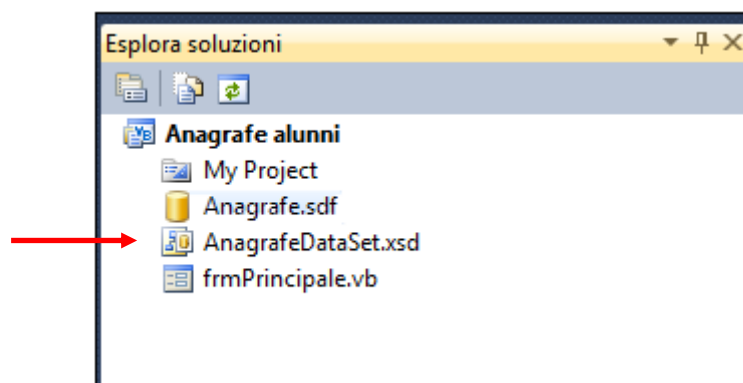 Esplora soluzioni
Anagrafe alunni
My Project
Anagrafe.sdf
AnagrafeDataSet.xsd
frmPrincipale.vb